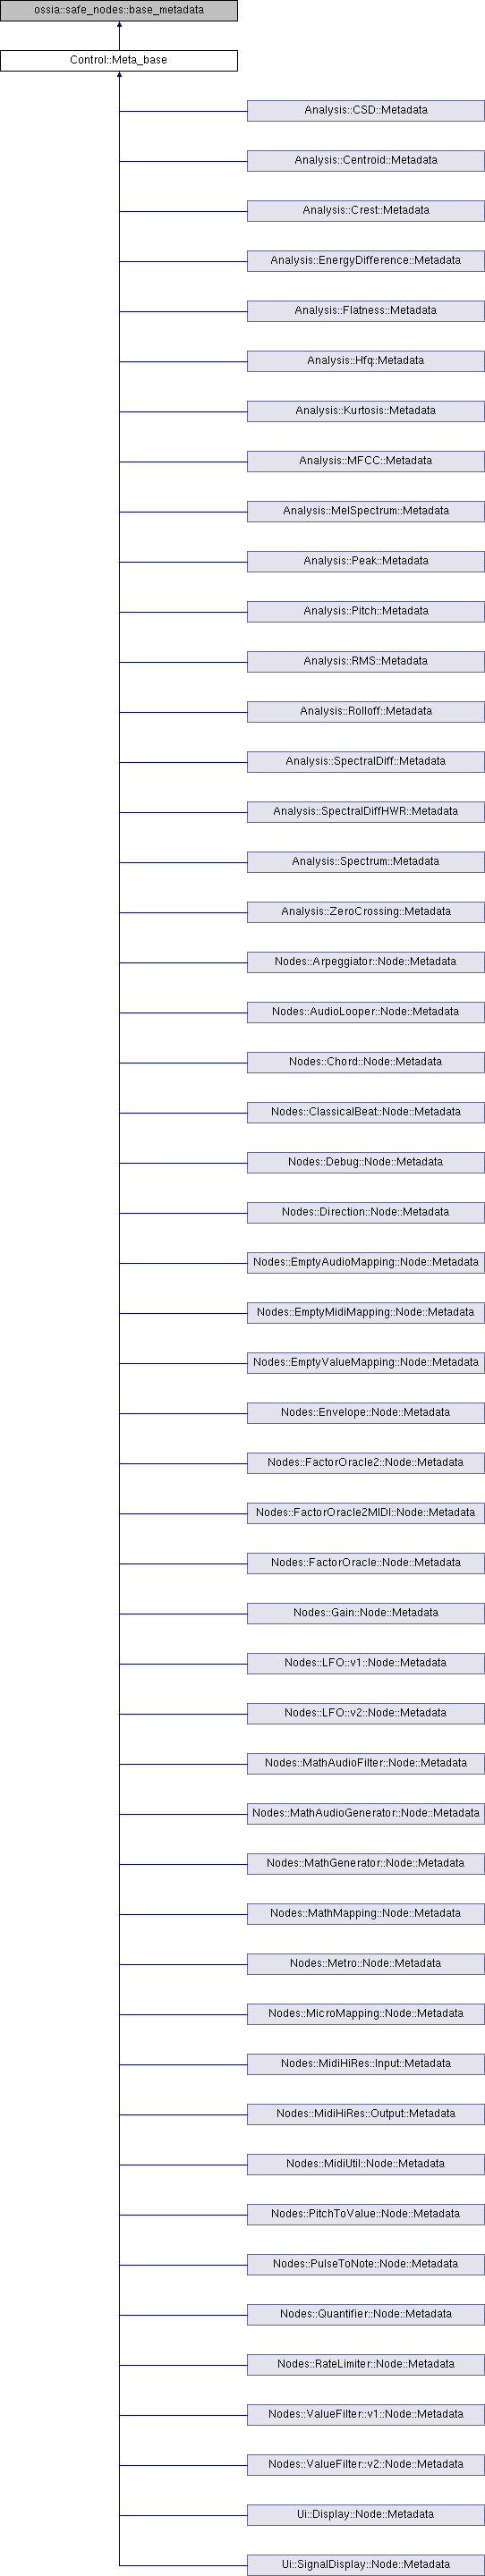 ossia::safe_nodes::base_metadata
Control::Meta_base
Analysis::CSD::Metadata
Analysis::Centroid::Metadata
Analysis::Crest::Metadata
Analysis::EnergyDifference::Metadata
Analysis::Flatness::Metadata
Analysis::Hfq::Metadata
Analysis::Kurtosis::Metadata
Analysis::MFCC::Metadata
Analysis::MelSpectrum::Metadata
Analysis::Peak::Metadata
Analysis::Pitch::Metadata
Analysis::RMS::Metadata
Analysis::Rolloff::Metadata
Analysis::SpectralDiff::Metadata
Analysis::SpectralDiffHWR::Metadata
Analysis::Spectrum::Metadata
Analysis::ZeroCrossing::Metadata
Nodes::Arpeggiator::Node::Metadata
Nodes::AudioLooper::Node::Metadata
Nodes::Chord::Node::Metadata
Nodes::ClassicalBeat::Node::Metadata
Nodes::Debug::Node::Metadata
Nodes::Direction::Node::Metadata
Nodes::EmptyAudioMapping::Node::Metadata
Nodes::EmptyMidiMapping::Node::Metadata
Nodes::EmptyValueMapping::Node::Metadata
Nodes::Envelope::Node::Metadata
Nodes::FactorOracle2::Node::Metadata
Nodes::FactorOracle2MIDI::Node::Metadata
Nodes::FactorOracle::Node::Metadata
Nodes::Gain::Node::Metadata
Nodes::LFO::v1::Node::Metadata
Nodes::LFO::v2::Node::Metadata
Nodes::MathAudioFilter::Node::Metadata
Nodes::MathAudioGenerator::Node::Metadata
Nodes::MathGenerator::Node::Metadata
Nodes::MathMapping::Node::Metadata
Nodes::Metro::Node::Metadata
Nodes::MicroMapping::Node::Metadata
Nodes::MidiHiRes::Input::Metadata
Nodes::MidiHiRes::Output::Metadata
Nodes::MidiUtil::Node::Metadata
Nodes::PitchToValue::Node::Metadata
Nodes::PulseToNote::Node::Metadata
Nodes::Quantifier::Node::Metadata
Nodes::RateLimiter::Node::Metadata
Nodes::ValueFilter::v1::Node::Metadata
Nodes::ValueFilter::v2::Node::Metadata
Ui::Display::Node::Metadata
Ui::SignalDisplay::Node::Metadata